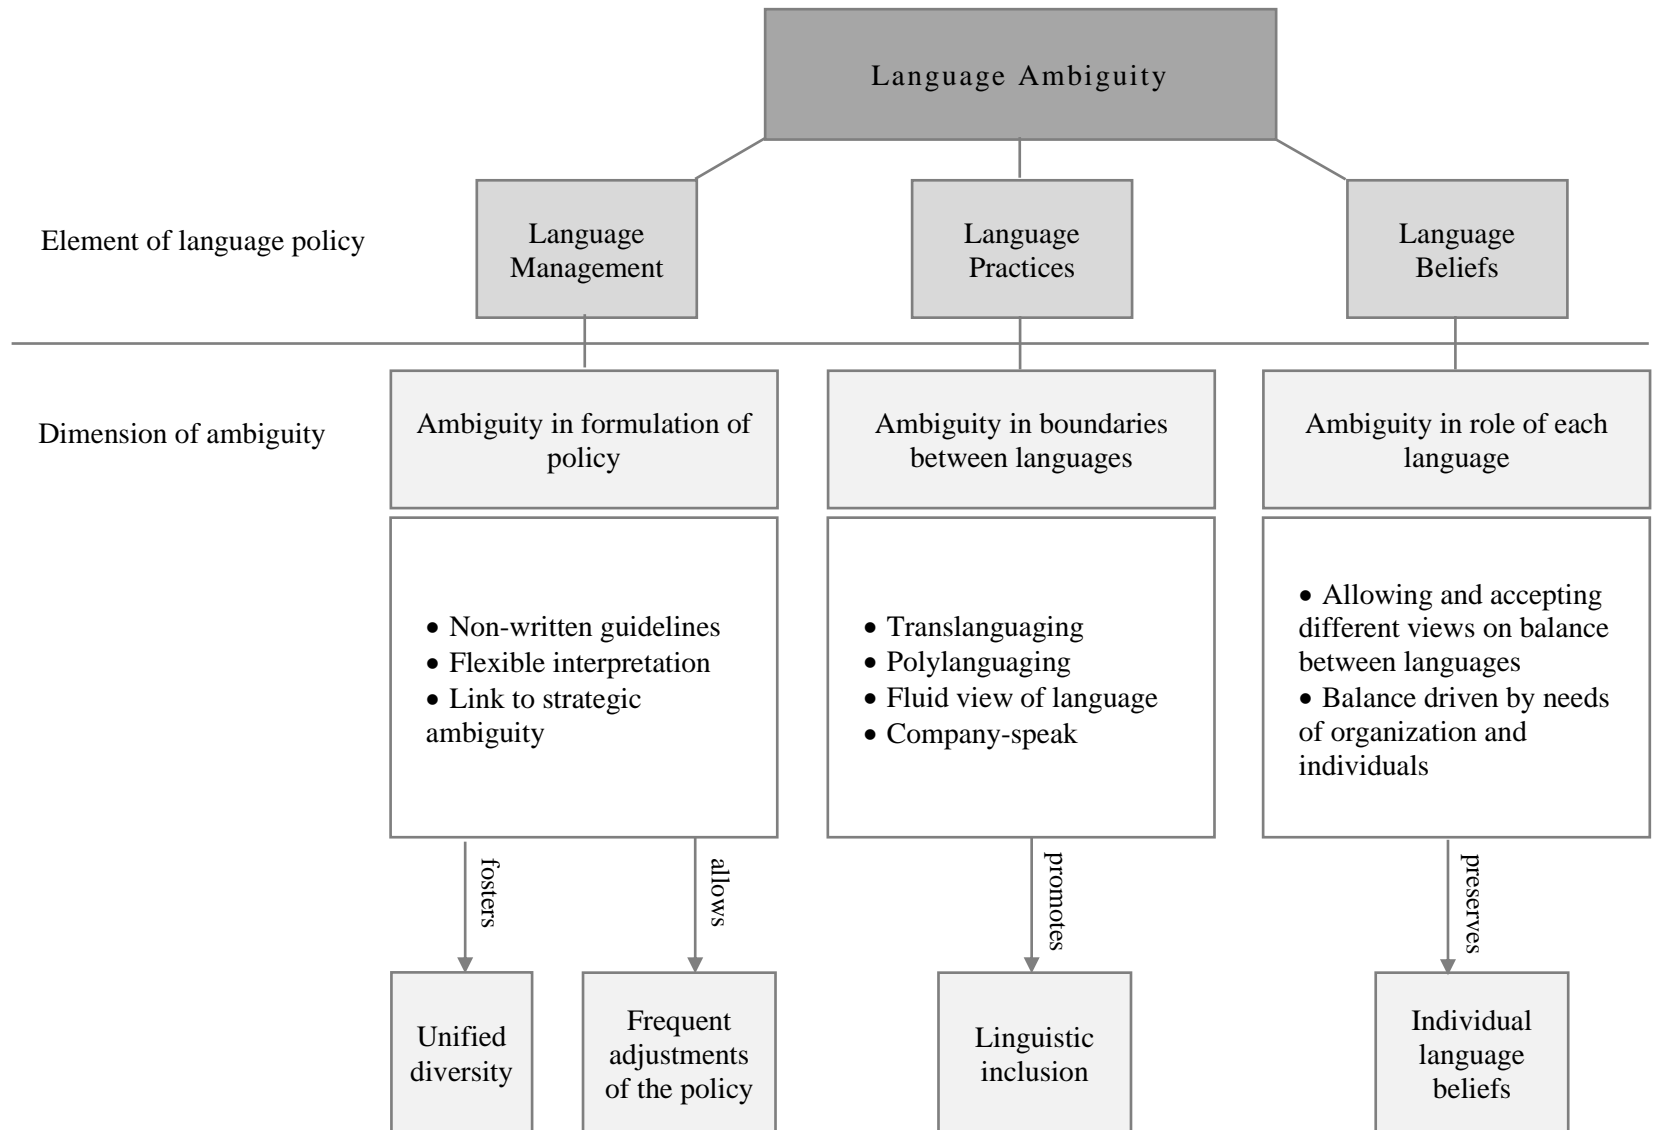 Language Ambiguity
Element of language policy
Language
Management
Language
Practices
Language
Beliefs
Dimension of ambiguity
Ambiguity in formulation of
policy
Ambiguity in boundaries
between languages
Ambiguity in role of each
language
• Non-written guidelines
• Flexible interpretation
• Link to strategic
ambiguity
• Translanguaging
• Polylanguaging
• Fluid view of language
• Company-speak
• Allowing and accepting
different views on balance
between languages
• Balance driven by needs
of organization and
individuals
fosters
allows
promotes
preserves
Unified
diversity
Frequent
adjustments
of the policy
Linguistic
inclusion
Individual
language
beliefs